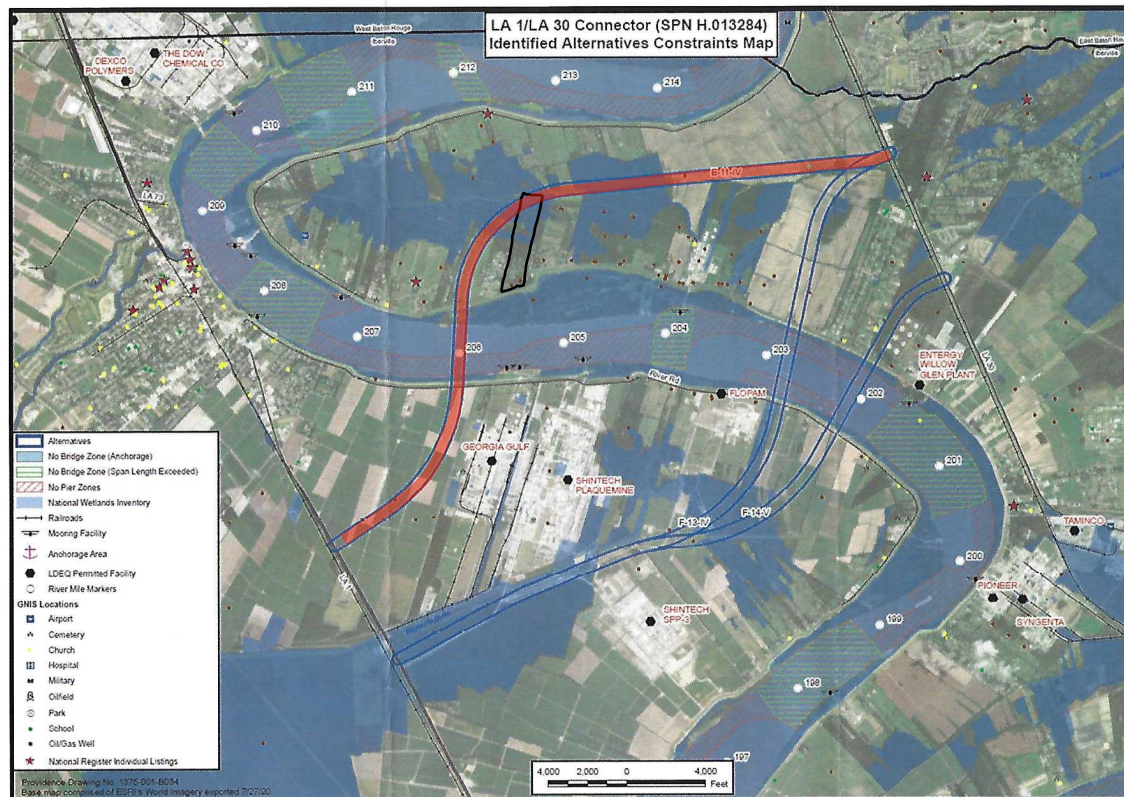 LA 1/LA 30 Connector (SPN H.013284)
Identified Alternatives Constraints Map
West Baton Rouge
Iberville
Iberville
THE DOW
CHEMICAL CO
DEXCO
POLYMERS
211
212
213
214
210
E-11-IV
LA 73
209
208
207
206
205
204
203
202
201
200
199
198
197
River Rd
LA 30
ENTERGY
WILLOW
GLEN PLANT
FLOPAM
GEORGIA GULF
SHINTECH
PLAQUEMINE
F-13-IV
F-14-V
TAMINCO
PIONEER
SYNGENTA
SHINTECH
SPP-3
LA 1
Alternatives
No Bridge Zone (Anchorage)
No Bridge Zone (Span Length Exceeded)
No Pier Zones
National Wetlands Inventory
Railroads
Mooring Facility
Anchorage Area
LDEQ Permitted Facility
River Mile Markers
GNIS Locations
Airport
Cemetery
Church
Hospital
Military
Oilfield
Park
School
Oil/Gas Well
National Register Individual Listings
Providence Drawing No. 1375-001-B054
Base map comprised of ESRI's World Imagery exported 7/27/20
4,000 2,000 0 4,000
Feet